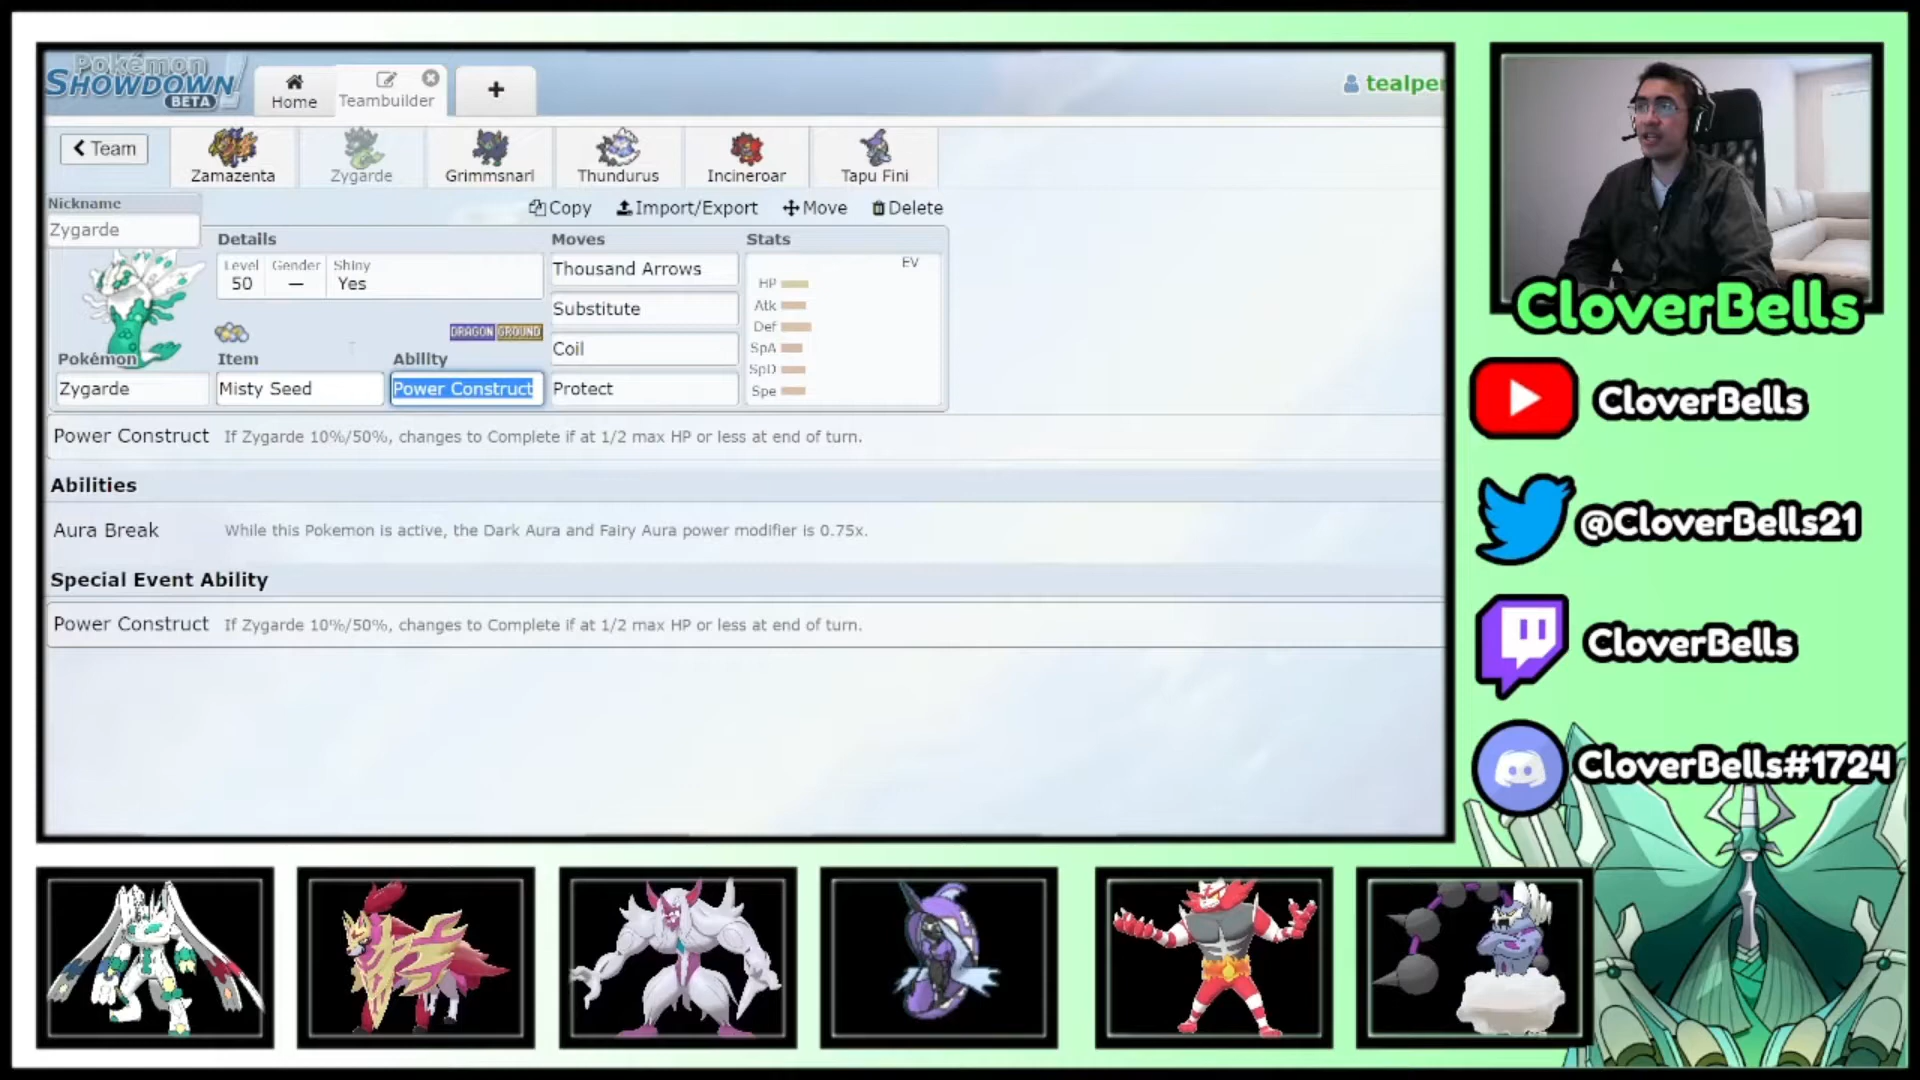 Pokémon
SHOWDOWN!
BETA
Home
Teambuilder
+
tealper
Team
Zamazenta
Zygarde
Grimmsnarl
Thundurus
Incineroar
Tapu Fini
Nickname
Zygarde
Copy
Import/Export
Move
Delete
Details
Moves
Stats
Level
50
Gender
—
Shiny
Yes
DRAGON GROUND
Pokémon
Zygarde
Item
Misty Seed
Ability
Power Construct
Thousand Arrows
Substitute
Coil
Protect
EV
HP
Atk
Def
SpA
SpD
Spe
Power Construct If Zygarde 10%/50%, changes to Complete if at 1/2 max HP or less at end of turn.
Abilities
Aura Break While this Pokemon is active, the Dark Aura and Fairy Aura power modifier is 0.75x.
Special Event Ability
Power Construct If Zygarde 10%/50%, changes to Complete if at 1/2 max HP or less at end of turn.
CloverBells
CloverBells
@CloverBells21
CloverBells
CloverBells#1724